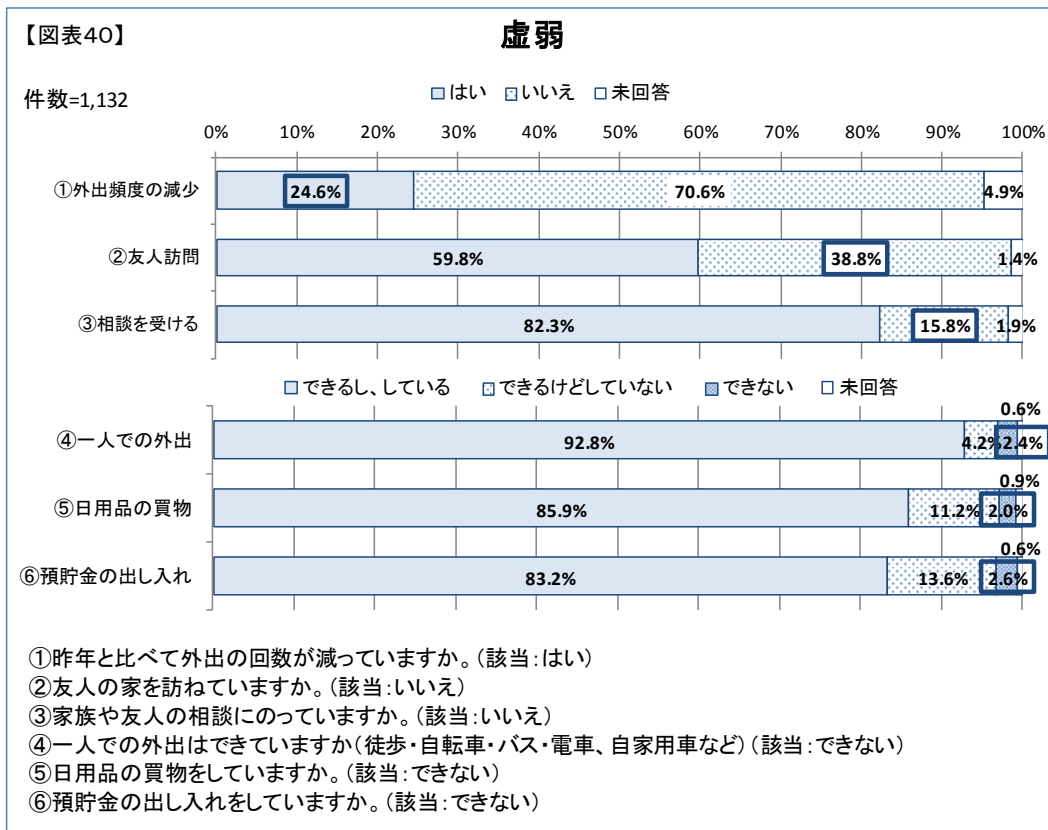 【図表40】
虚弱
件数=1,132
はい いいえ 未回答
0% 10% 20% 30% 40% 50% 60% 70% 80% 90% 100%
①外出頻度の減少 24.6% 70.6% 4.9%
②友人訪問 59.8% 38.8% 1.4%
③相談を受ける 82.3% 15.8% 1.9%
できるし、している できるけどしていない できない 未回答
0.6%
④一人での外出 92.8% 4.2% 2.4%
0.9%
⑤日用品の買物 85.9% 11.2% 2.0%
0.6%
⑥預貯金の出し入れ 83.2% 13.6% 2.6%
①昨年と比べて外出の回数が減っていますか。(該当:はい)
②友人の家を訪ねていますか。(該当:いいえ)
③家族や友人の相談にのっていますか。(該当:いいえ)
④一人での外出はできていますか(徒歩・自転車・バス・電車、自家用車など)(該当:できない)
⑤日用品の買物をしていますか。(該当:できない)
⑥預貯金の出し入れをしていますか。(該当:できない)